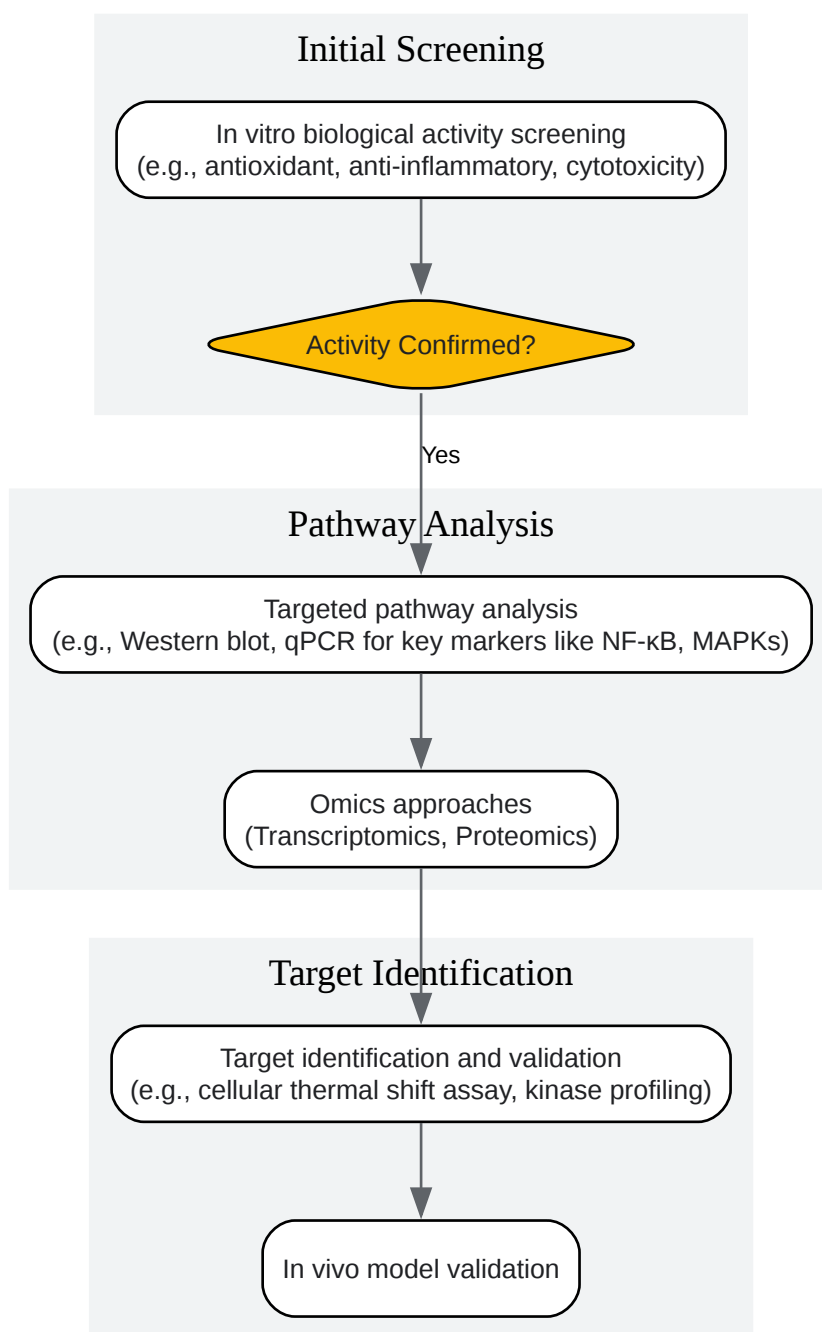 Initial Screening
In vitro biological activity screening
(e.g., antioxidant, anti-inflammatory, cytotoxicity)
Activity Confirmed?
Yes
Pathway Analysis
Targeted pathway analysis
(e.g., Western blot, qPCR for key markers like NF-κB, MAPKs)
Omics approaches
(Transcriptomics, Proteomics)
Target Identification
Target identification and validation
(e.g., cellular thermal shift assay, kinase profiling)
In vivo model validation